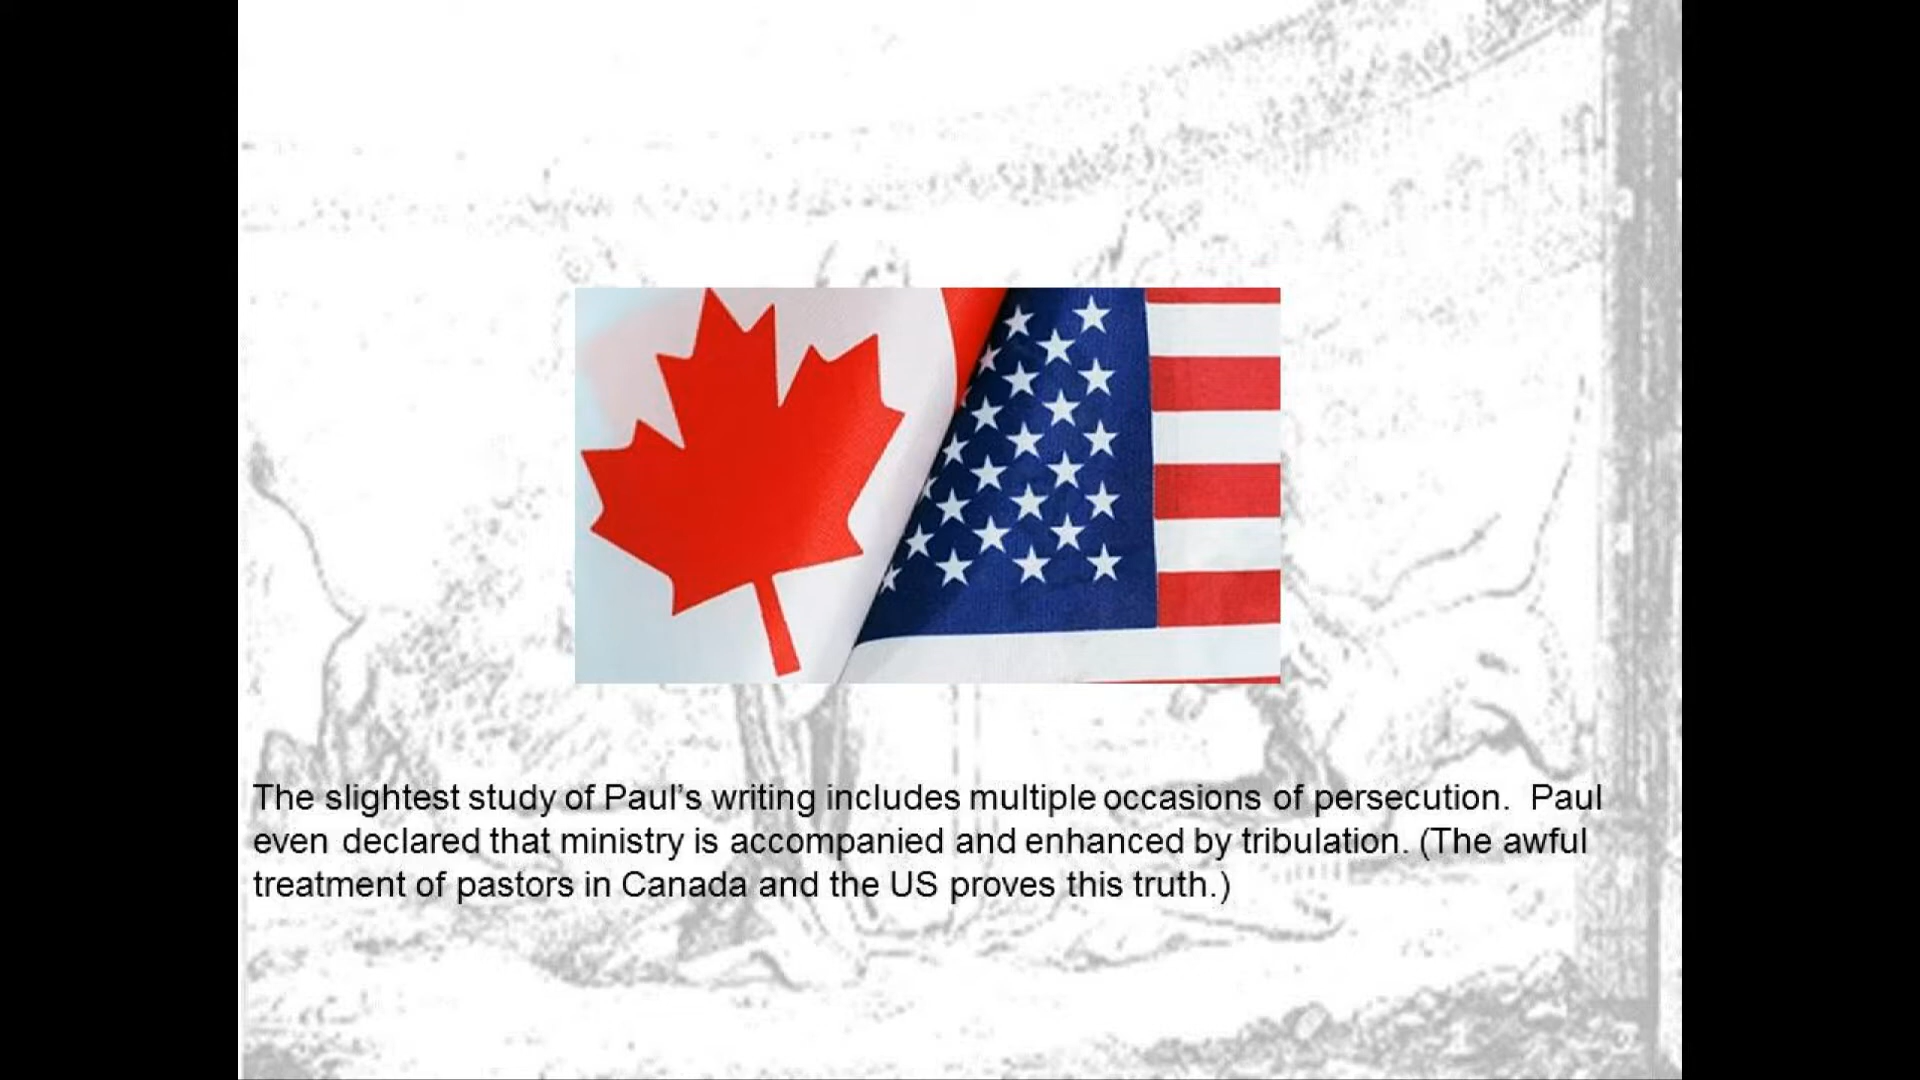 The slightest study of Paul's writing includes multiple occasions of persecution.  Paul
even declared that ministry is accompanied and enhanced by tribulation. (The awful
treatment of pastors in Canada and the US proves this truth.)